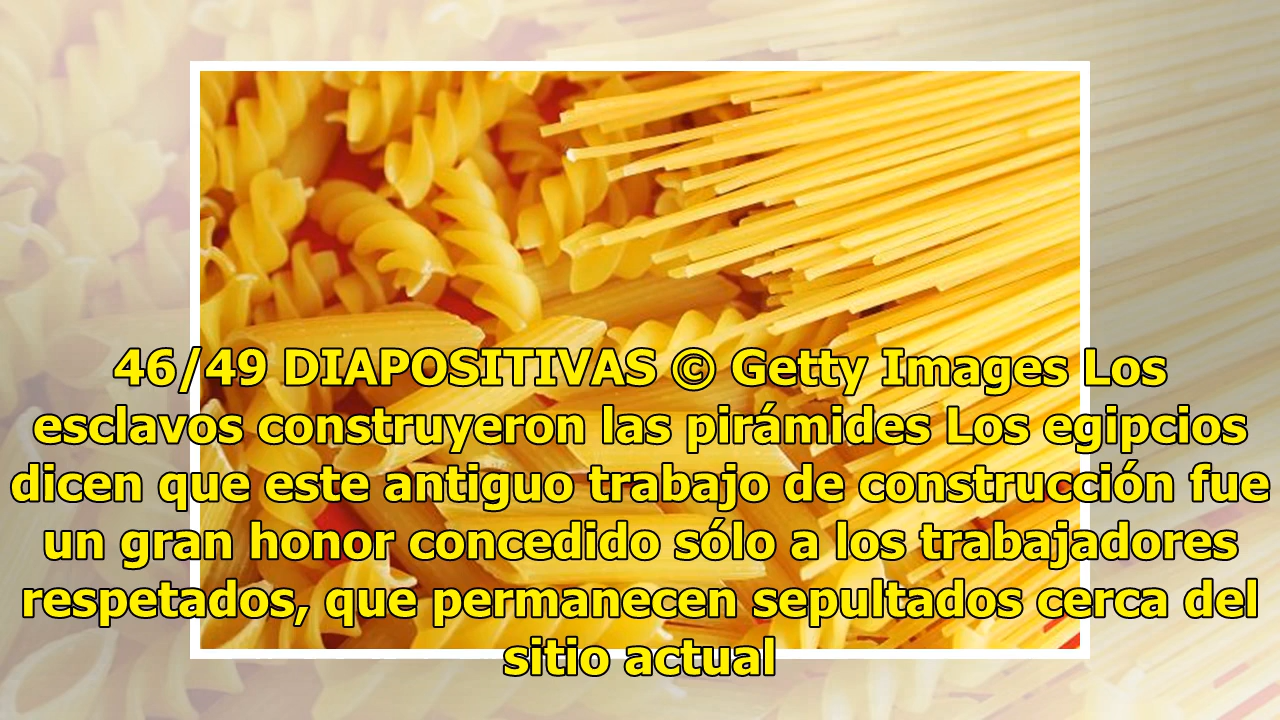 46/49 DIAPOSITIVAS © Getty Images Los
esclavos construyeron las pirámides Los egipcios
dicen que este antiguo trabajo de construcción fue
un gran honor concedido sólo a los trabajadores
respetados, que permanecen sepultados cerca del
sitio actual